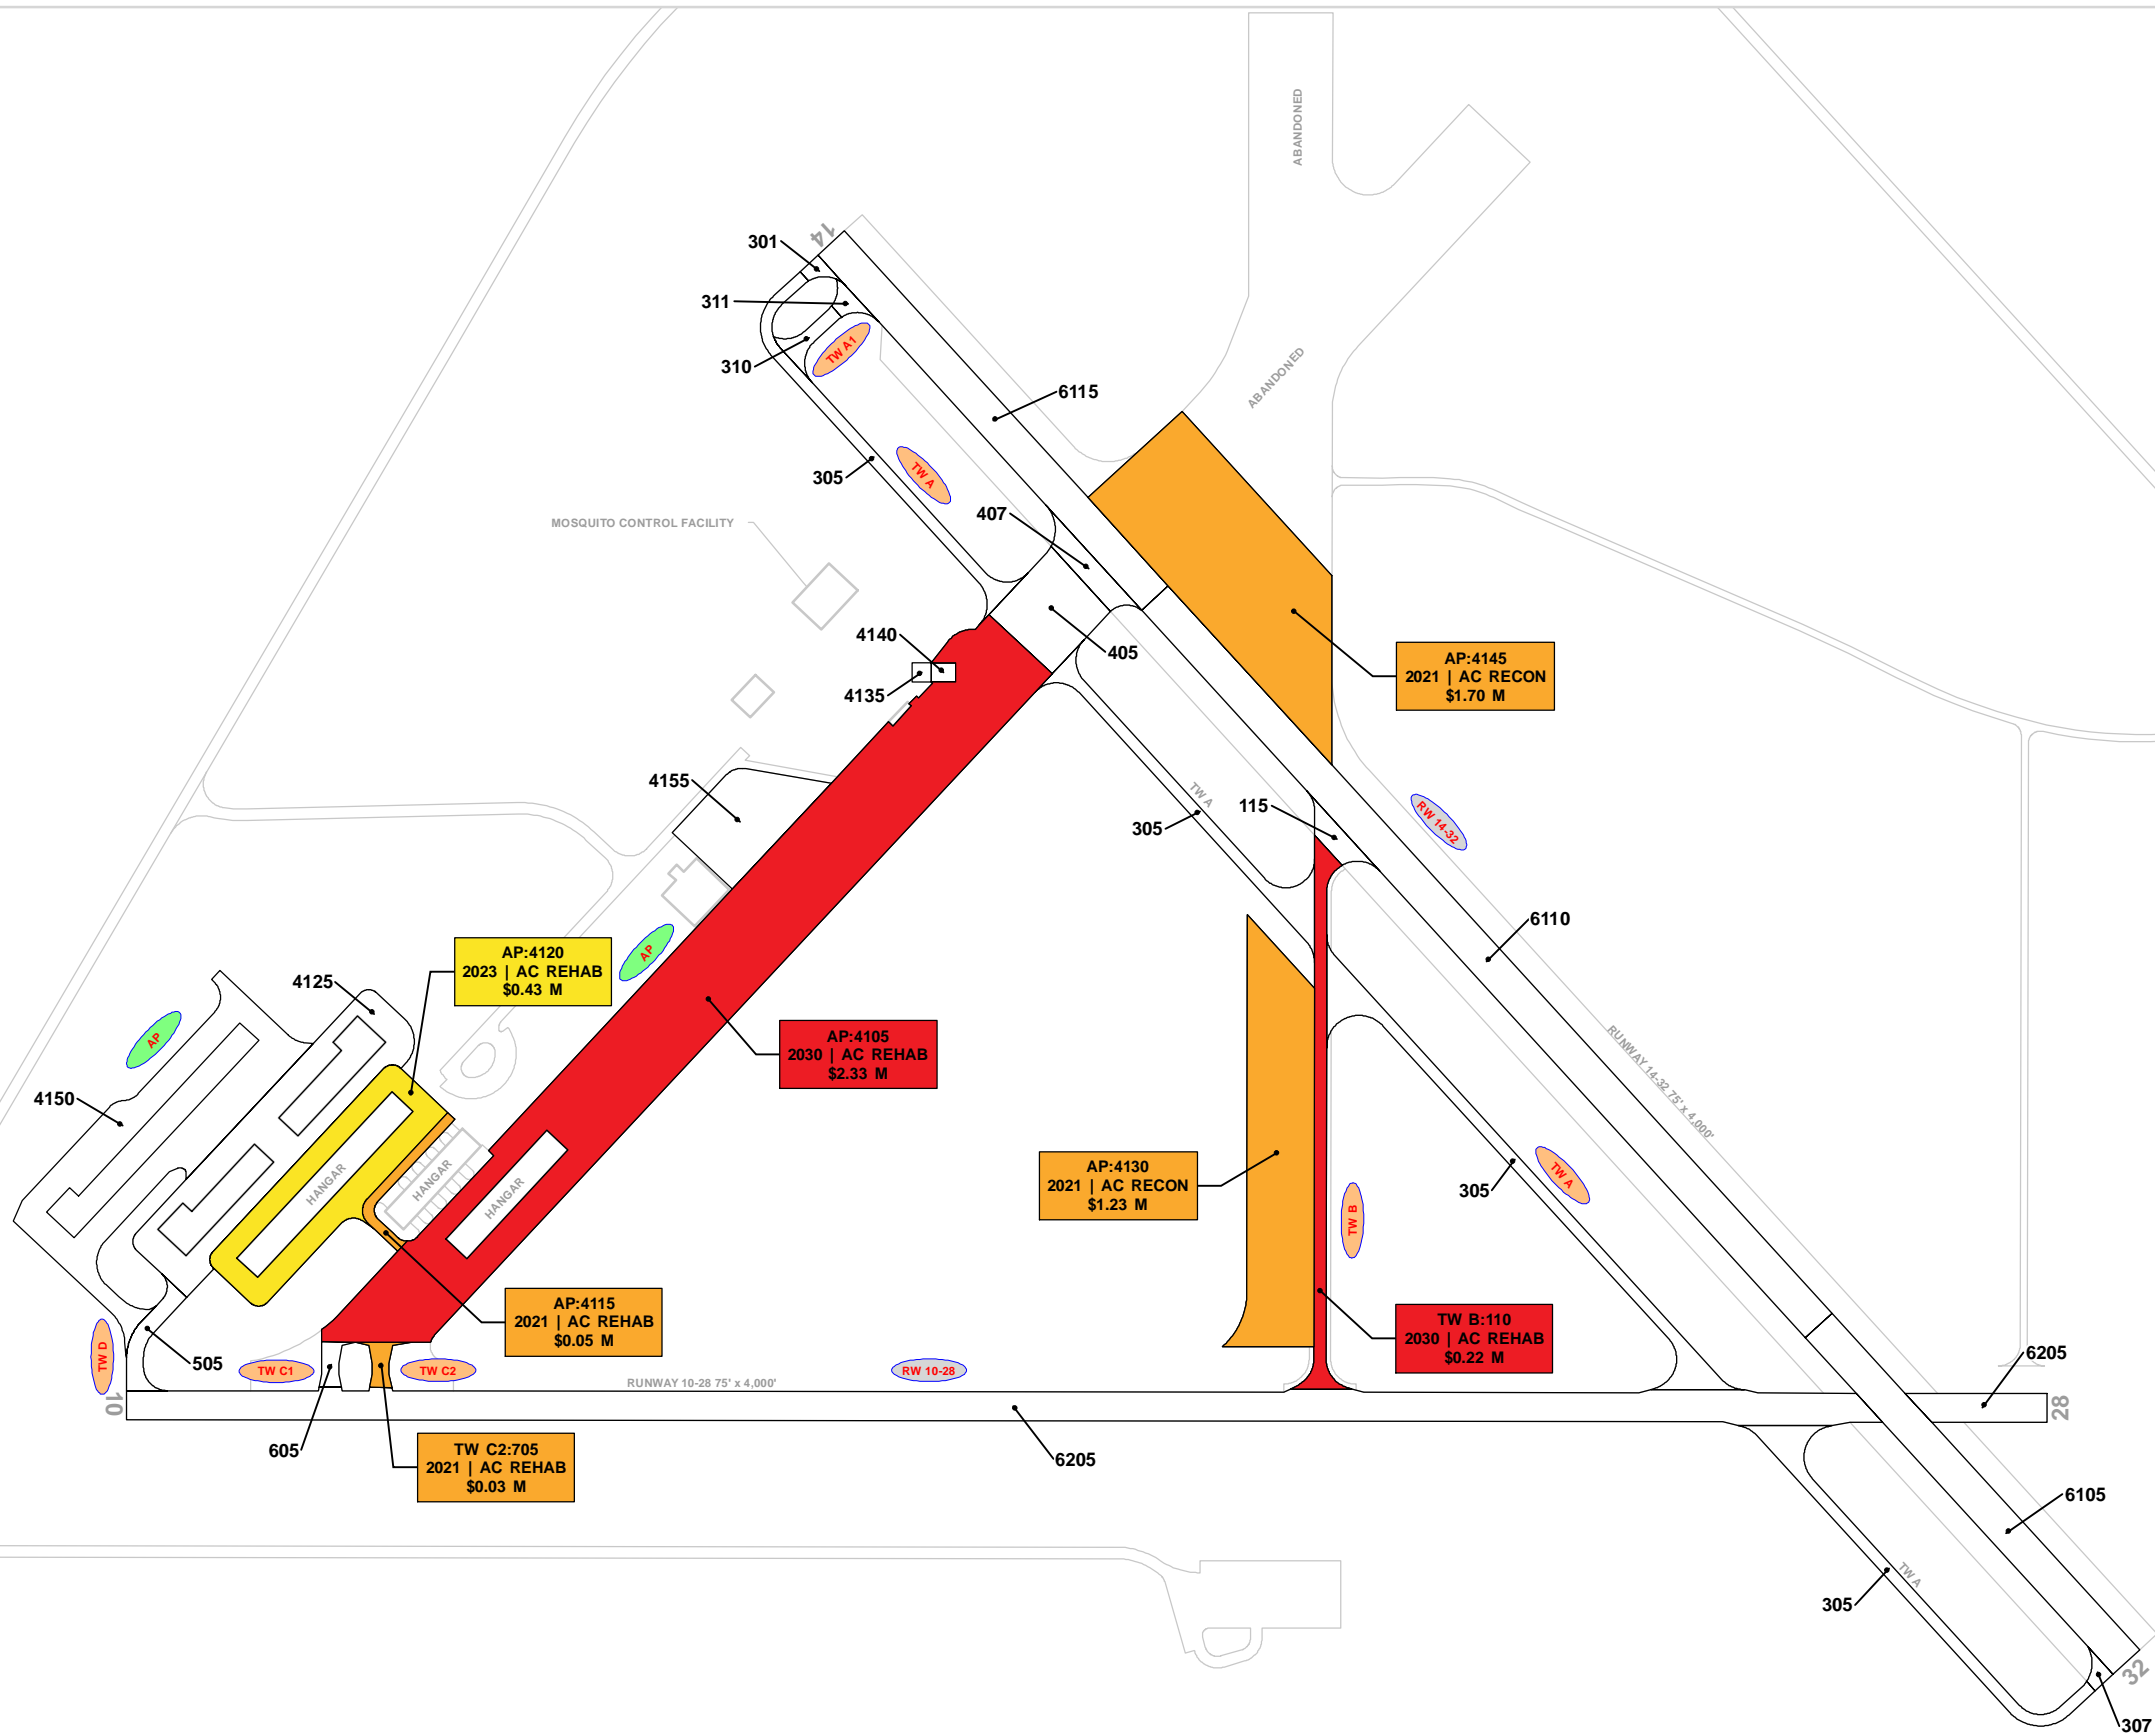 ABANDONED
14
301
311
310
TW A1
ABANDONED
6115
TW A
305
407
MOSQUITO CONTROL FACILITY
4140
405
4135
AP:4145
2021 | AC RECON
$1.70 M
4155
TW A
115
305
RW 14-32
6110
AP
AP:4120
2023 | AC REHAB
$0.43 M
4125
AP
AP:4105
2030 | AC REHAB
$2.33 M
RUNWAY 14-32 75' x 4,000'
4150
HANGAR
HANGAR
HANGAR
AP:4130
2021 | AC RECON
$1.23 M
TW B
305
TW A
AP:4115
2021 | AC REHAB
$0.05 M
TW B:110
2030 | AC REHAB
$0.22 M
TW D
505
TW C1
TW C2
RUNWAY 10-28 75' x 4,000'
RW 10-28
6205
10
28
605
TW C2:705
2021 | AC REHAB
$0.03 M
6205
6105
TW A
305
32
307